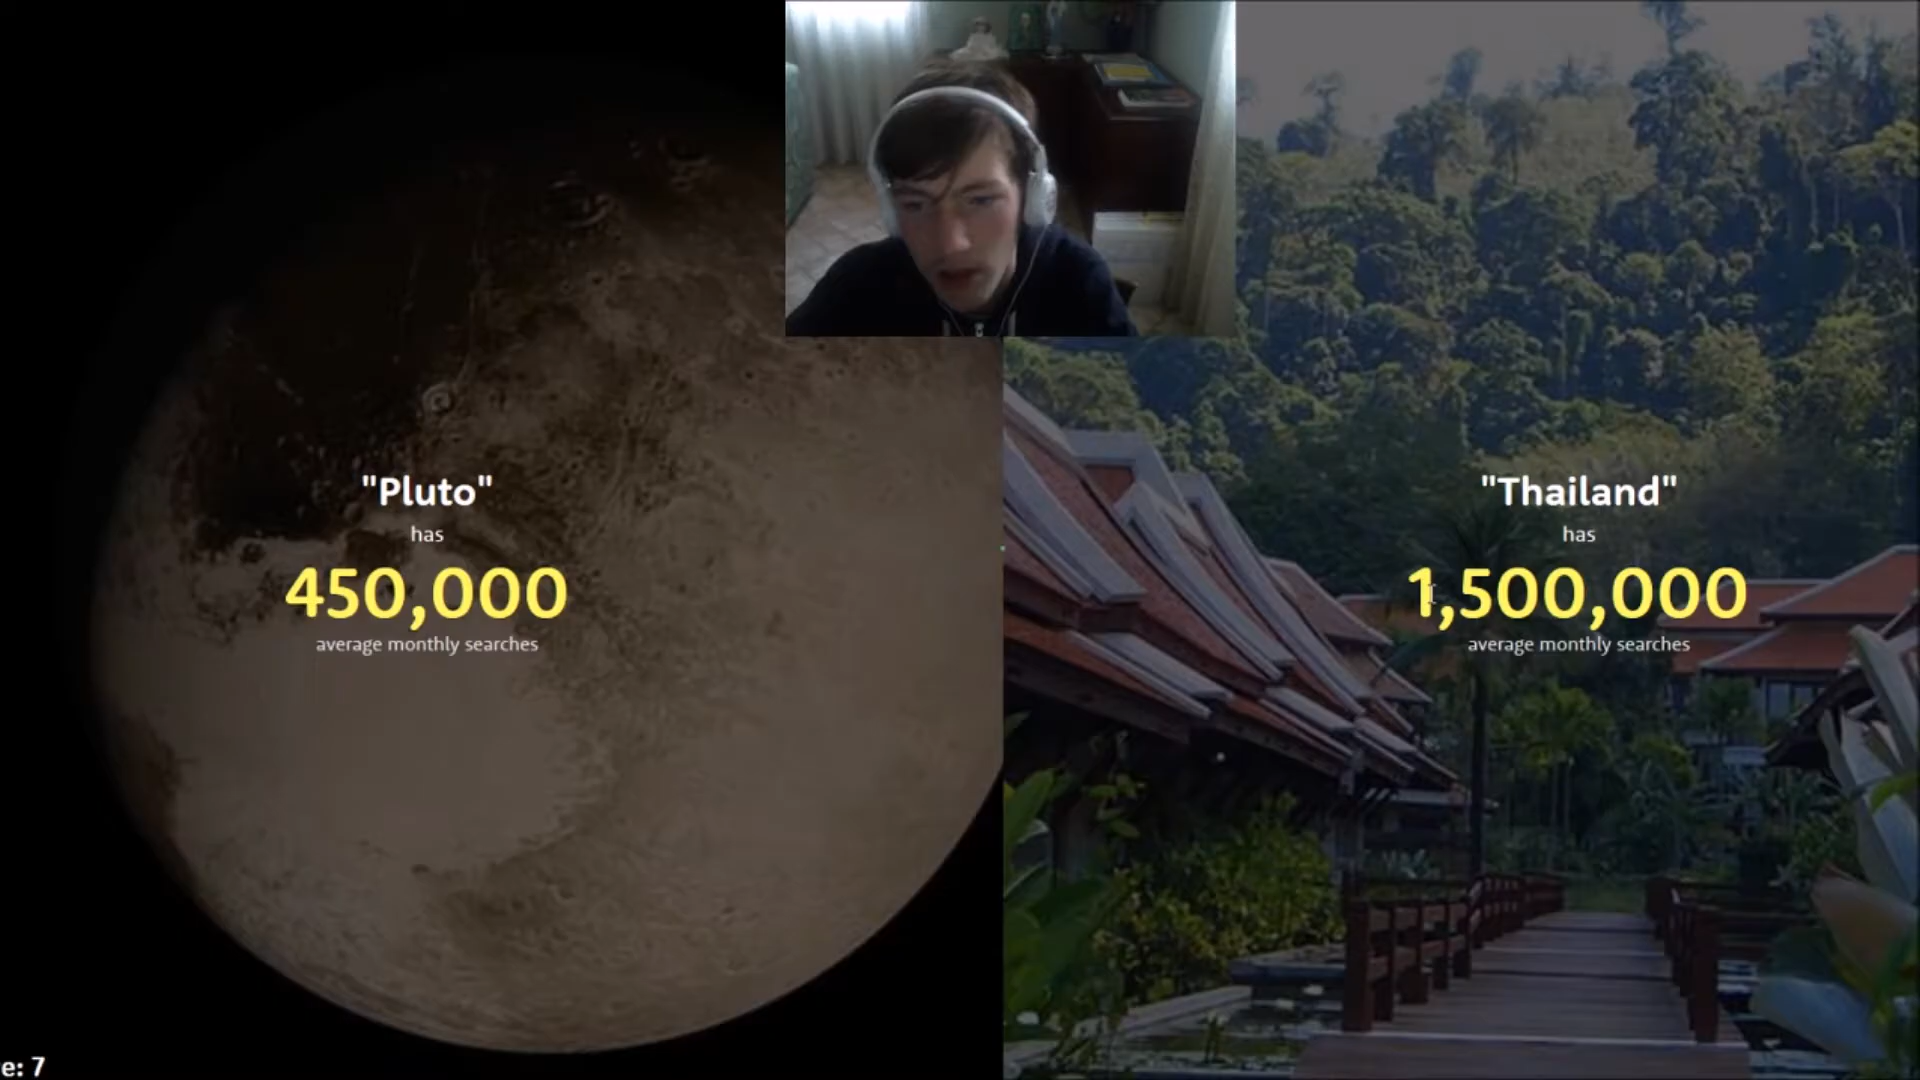 "Pluto"
has
450,000
average monthly searches
"Thailand"
has
1,500,000
average monthly searches
e: 7